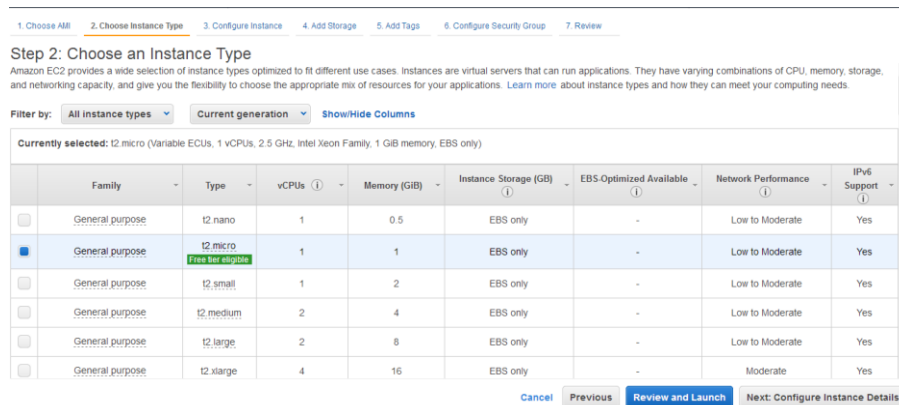 1. Choose AMI 2. Choose Instance Type 3. Configure Instance 4. Add Storage 5. Add Tags 6. Configure Security Group 7. Review
Step 2: Choose an Instance Type
Amazon EC2 provides a wide selection of instance types optimized to fit different use cases. Instances are virtual servers that can run applications. They have varying combinations of CPU, memory, storage,
and networking capacity, and give you the flexibility to choose the appropriate mix of resources for your applications. Learn more about instance types and how they can meet your computing needs.
Filter by: All instance types Current generation Show/Hide Columns
Currently selected: t2.micro (Variable ECUs, 1 vCPUs, 2.5 GHz, Intel Xeon Family, 1 GiB memory, EBS only)
Family Type vCPUs Memory (GiB) Instance Storage (GB) EBS-Optimized Available Network Performance IPv6 Support
General purpose t2.nano 1 0.5 EBS only - Low to Moderate Yes
General purpose t2.micro 1 1 EBS only - Low to Moderate Yes
Free tier eligible
General purpose t2.small 1 2 EBS only - Low to Moderate Yes
General purpose t2.medium 2 4 EBS only - Low to Moderate Yes
General purpose t2.large 2 8 EBS only - Low to Moderate Yes
General purpose t2.xlarge 4 16 EBS only - Moderate Yes
Cancel Previous Review and Launch Next: Configure Instance Details